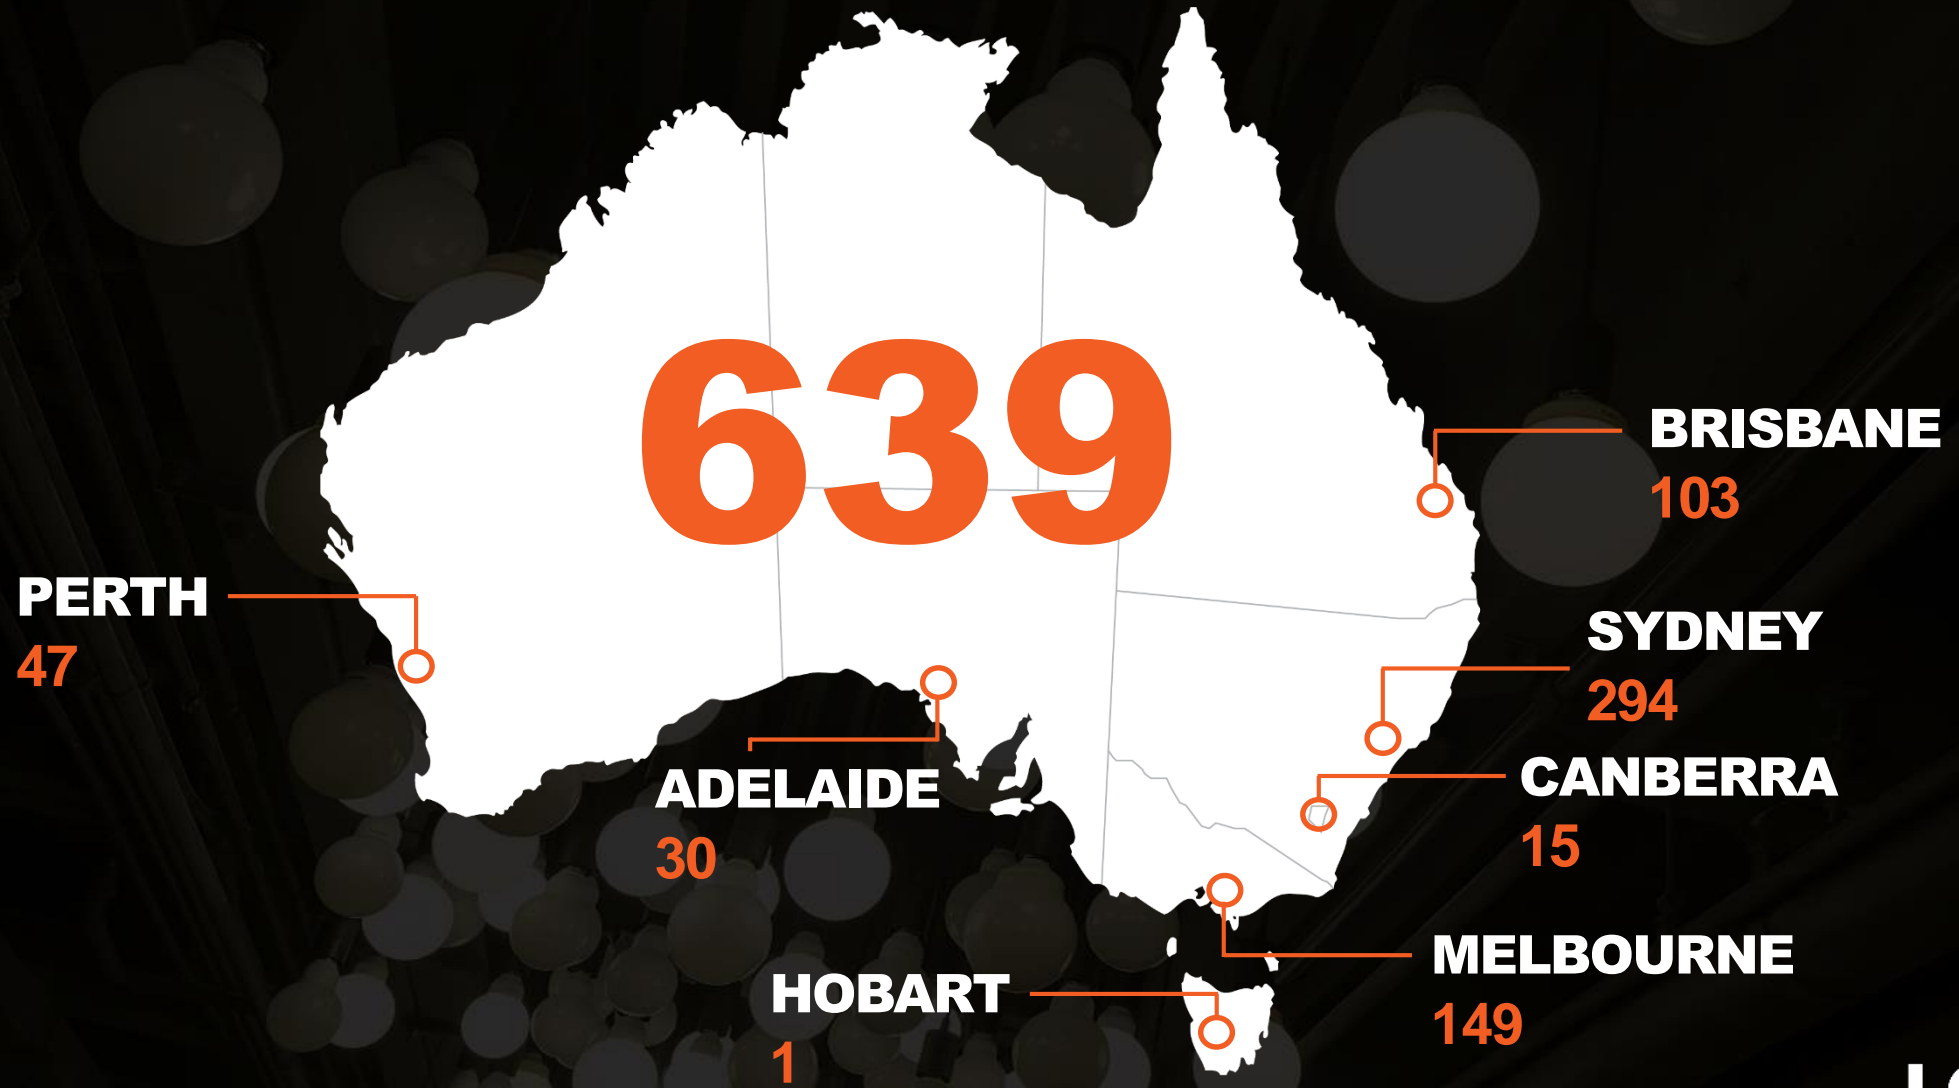 639
BRISBANE
103
PERTH
47
SYDNEY
294
ADELAIDE
30
CANBERRA
15
MELBOURNE
149
HOBART
1